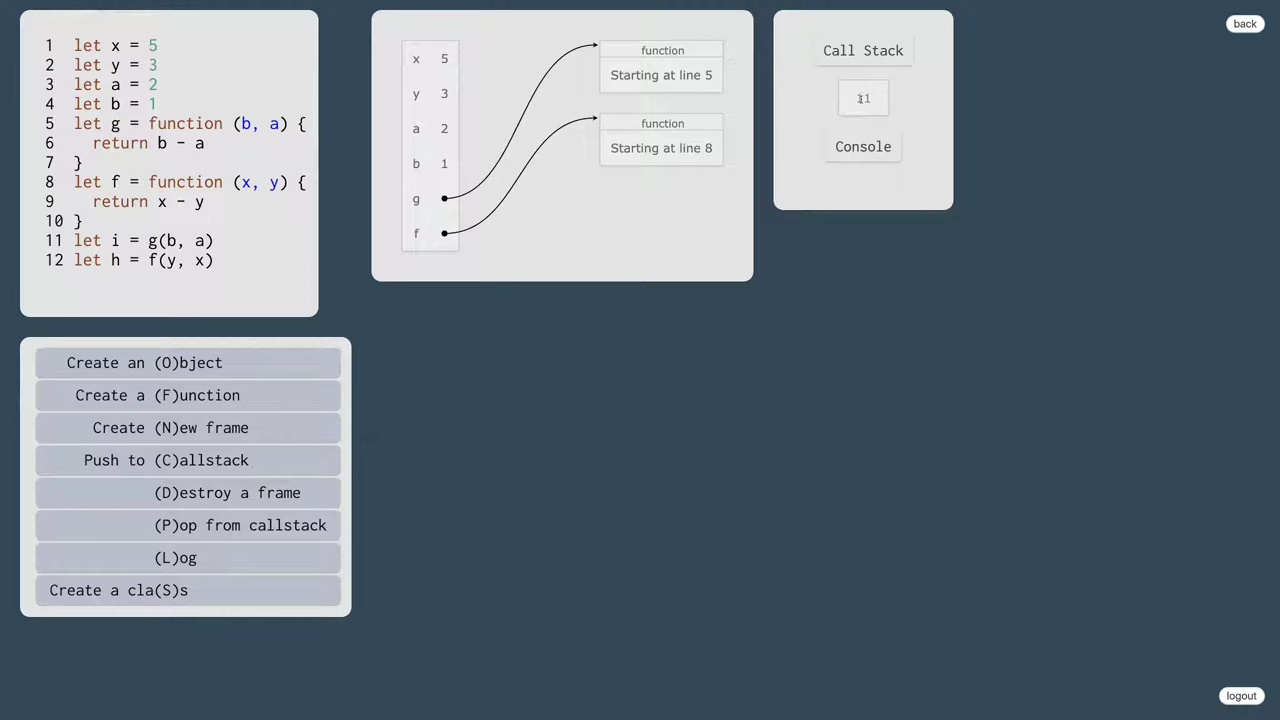 1 let x = 5
2 let y = 3
3 let a = 2
4 let b = 1
5 let g = function (b, a) {
6 return b - a
7 }
8 let f = function (x, y) {
9 return x - y
10 }
11 let i = g(b, a)
12 let h = f(y, x)
x 5
y 3
a 2
b 1
g
f
function
Starting at line 5
function
Starting at line 8
Call Stack
11
Console
back
Create an (O)bject
Create a (F)unction
Create (N)ew frame
Push to (C)allstack
(D)estroy a frame
(P)op from callstack
(L)og
Create a cla(S)s
logout